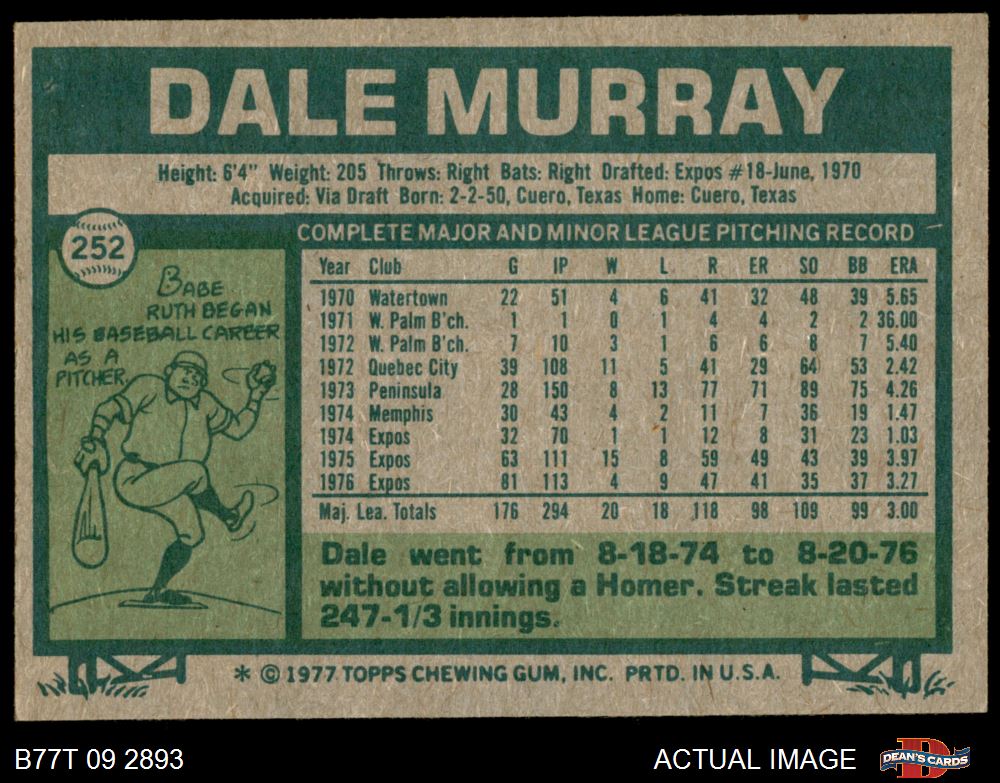 DALE MURRAY
Height: 6'4" Weight: 205 Throws: Right Bats: Right Drafted: Expos #18-June, 1970
Acquired: Via Draft Born: 2-2-50, Cuero, Texas Home: Cuero, Texas
252
BABE
RUTH BEGAN
HIS BASEBALL CAREER
AS A
PITCHER.
COMPLETE MAJOR AND MINOR LEAGUE PITCHING RECORD
Year Club G IP W L R ER SO BB ERA
1970 Watertown 22 51 4 6 41 32 48 39 5.65
1971 W. Palm B'ch. 1 1 0 1 4 4 2 2 36.00
1972 W. Palm B'ch. 7 10 3 1 6 6 8 7 5.40
1972 Quebec City 39 108 11 5 41 29 64 53 2.42
1973 Peninsula 28 150 8 13 77 71 89 75 4.26
1974 Memphis 30 43 4 2 11 7 36 19 1.47
1974 Expos 32 70 1 1 12 8 31 23 1.03
1975 Expos 63 111 15 8 59 49 43 39 3.97
1976 Expos 81 113 4 9 47 41 35 37 3.27
Maj. Lea. Totals 176 294 20 18 118 98 109 99 3.00
Dale went from 8-18-74 to 8-20-76
without allowing a Homer. Streak lasted
247-1/3 innings.
* © 1977 TOPPS CHEWING GUM, INC. PRTD. IN U.S.A.
B77T 09 2893
ACTUAL IMAGE
D
DEAN'S CARDS